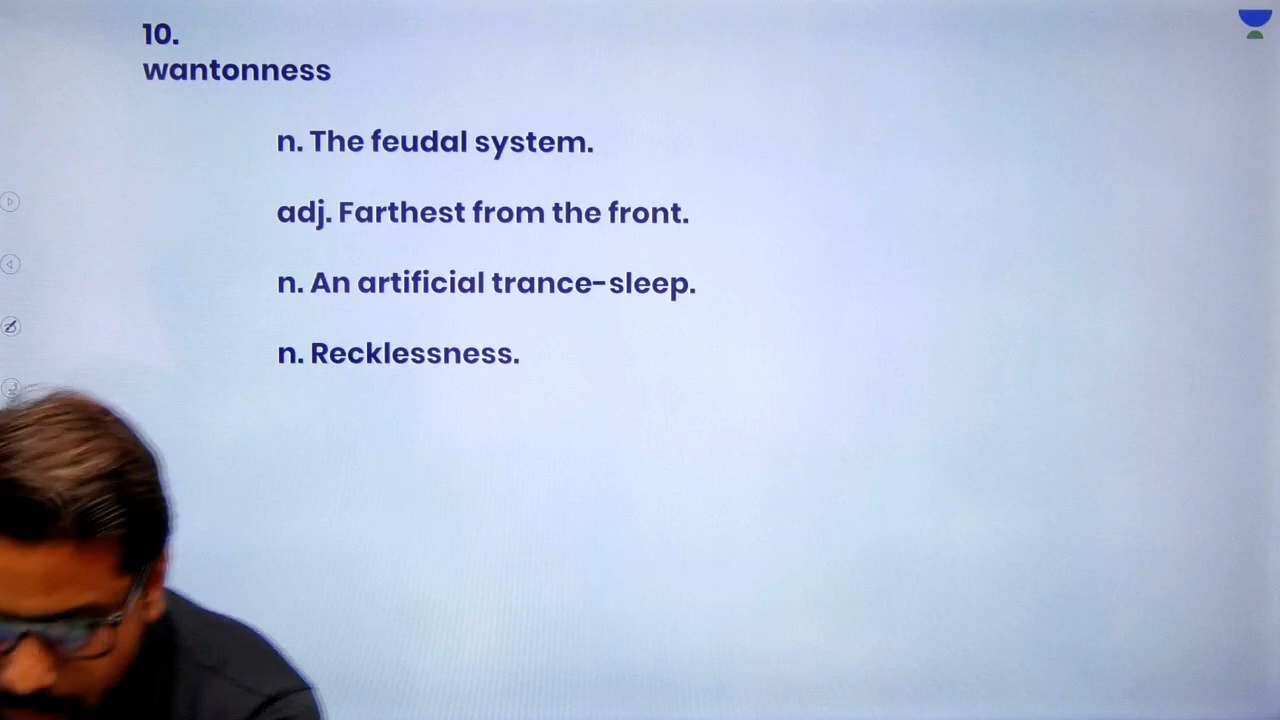 10.
wantonness
n. The feudal system.
adj. Farthest from the front.
n. An artificial trance-sleep.
n. Recklessness.